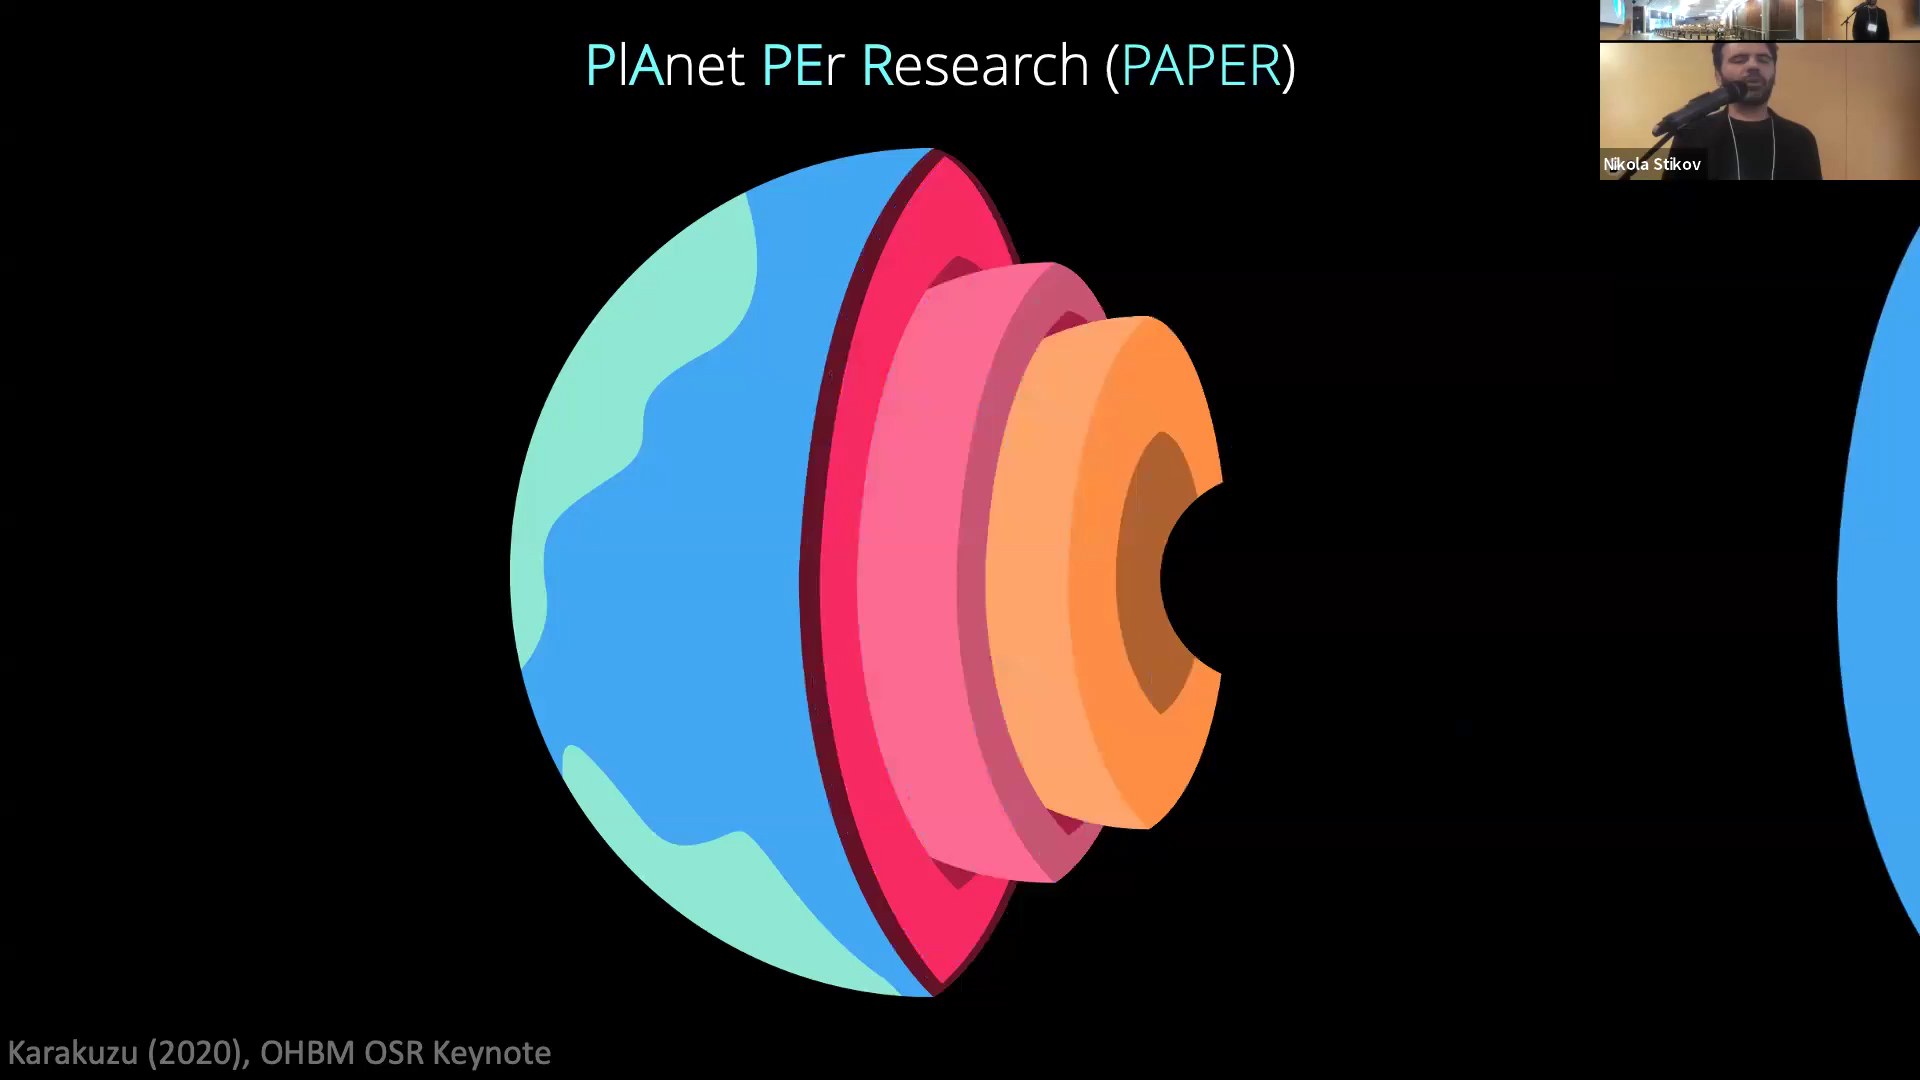 PlAnet PEr Research (PAPER)
Nikola Stikov
Karakuzu (2020), OHBM OSR Keynote